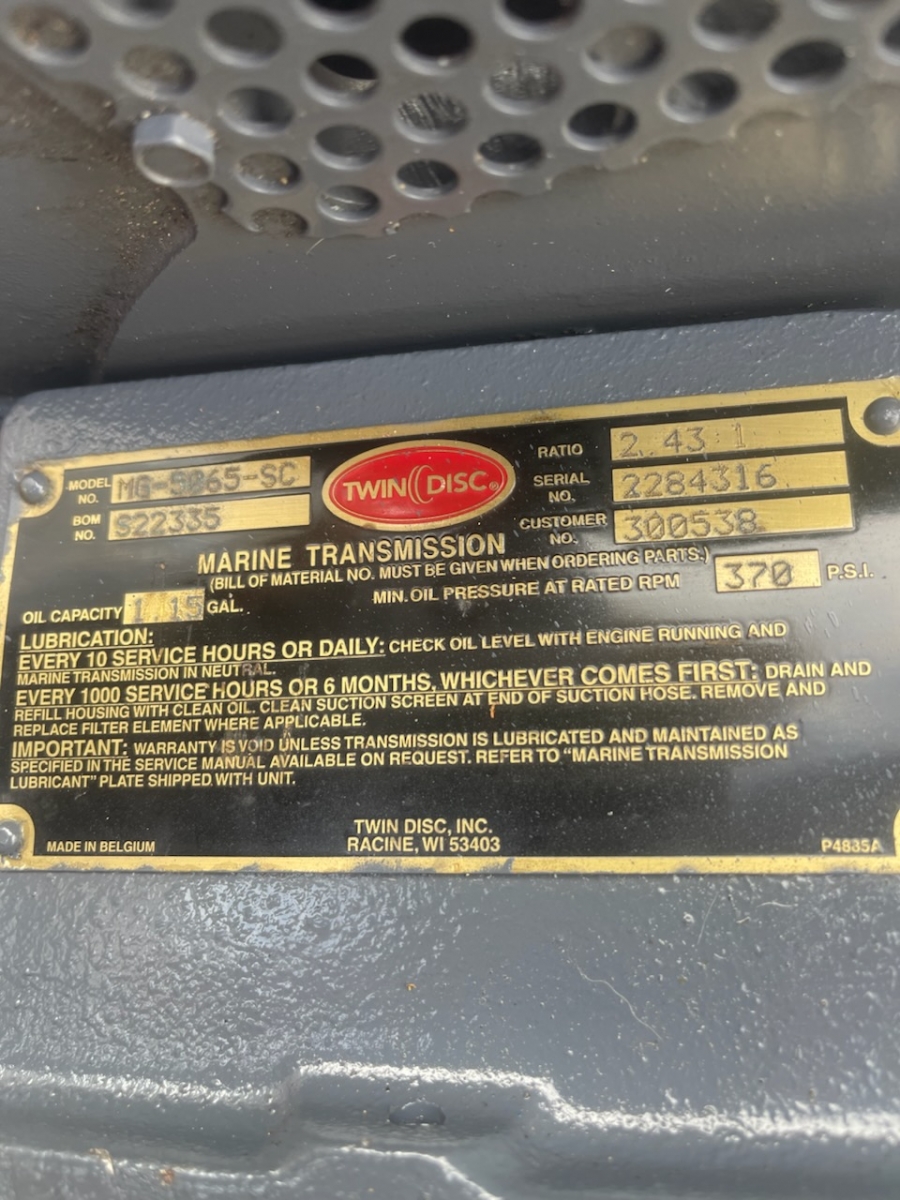 MODEL NO. MG-5065-SC
BOM NO. S22335
TWIN DISC®
RATIO 2.43:1
SERIAL NO. 2284316
CUSTOMER NO. 300538
MARINE TRANSMISSION
(BILL OF MATERIAL NO. MUST BE GIVEN WHEN ORDERING PARTS.)
OIL CAPACITY GAL.
MIN. OIL PRESSURE AT RATED RPM 370 P.S.I.
LUBRICATION:
EVERY 10 SERVICE HOURS OR DAILY: CHECK OIL LEVEL WITH ENGINE RUNNING AND
MARINE TRANSMISSION IN NEUTRAL.
EVERY 1000 SERVICE HOURS OR 6 MONTHS, WHICHEVER COMES FIRST: DRAIN AND
REFILL HOUSING WITH CLEAN OIL. CLEAN SUCTION SCREEN AT END OF SUCTION HOSE. REMOVE AND
REPLACE FILTER ELEMENT WHERE APPLICABLE.
IMPORTANT: WARRANTY IS VOID UNLESS TRANSMISSION IS LUBRICATED AND MAINTAINED AS
SPECIFIED IN THE SERVICE MANUAL AVAILABLE ON REQUEST. REFER TO "MARINE TRANSMISSION
LUBRICANT" PLATE SHIPPED WITH UNIT.
TWIN DISC, INC.
RACINE, WI 53403
MADE IN BELGIUM
P4835A